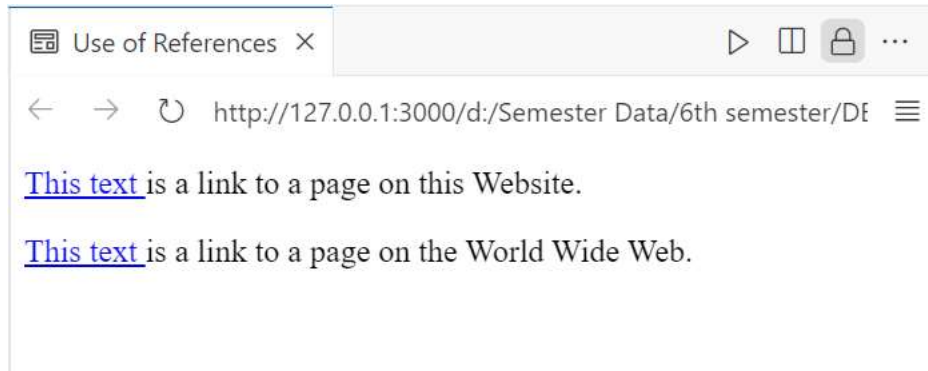 Use of References
http://127.0.0.1:3000/d:/Semester Data/6th semester/DE
This text is a link to a page on this Website.
This text is a link to a page on the World Wide Web.